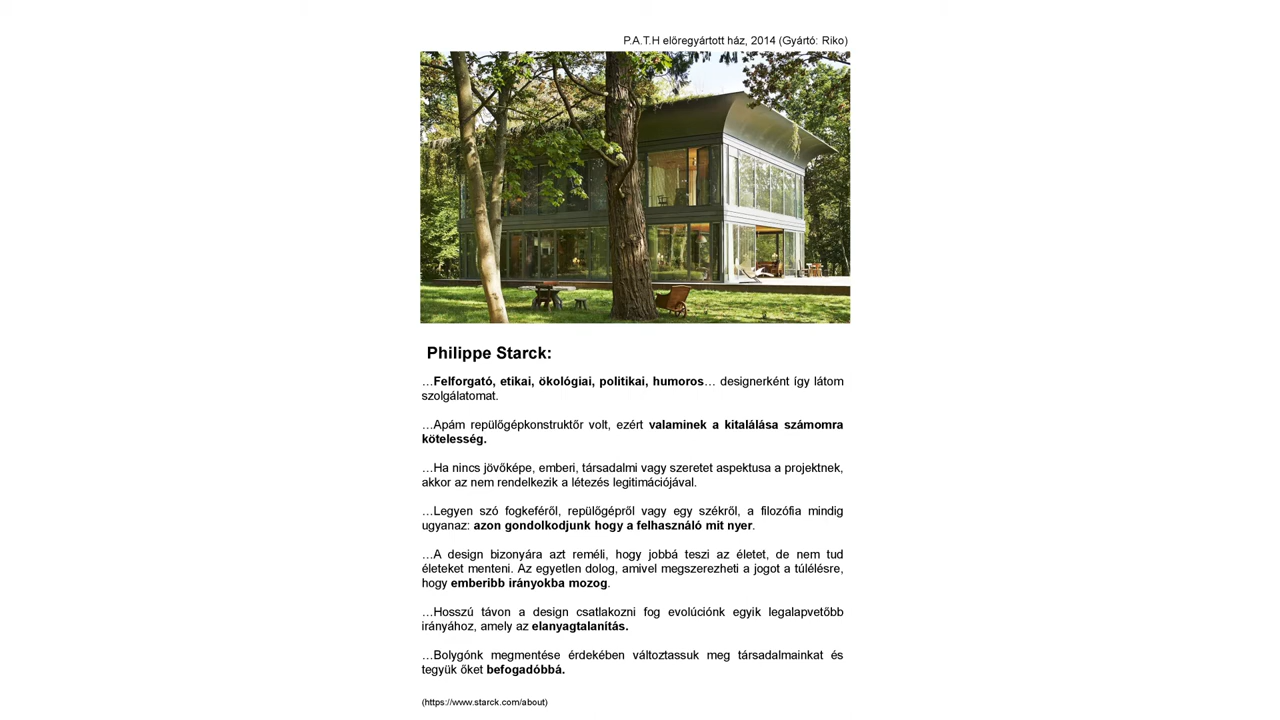 P.A.T.H előregyártott ház, 2014 (Gyártó: Riko)
Philippe Starck:
…Felforgató, etikai, ökológiai, politikai, humoros… designerként így látom
szolgálatomat.
…Apám repülőgépkonstruktőr volt, ezért valaminek a kitalálása számomra
kötelesség.
…Ha nincs jövőképe, emberi, társadalmi vagy szeretet aspektusa a projektnek,
akkor az nem rendelkezik a létezés legitimációjával.
…Legyen szó fogkeféről, repülőgépről vagy egy székről, a filozófia mindig
ugyanaz: azon gondolkodjunk hogy a felhasználó mit nyer.
…A design bizonyára azt reméli, hogy jobbá teszi az életet, de nem tud
életeket menteni. Az egyetlen dolog, amivel megszerezheti a jogot a túlélésre,
hogy emberibb irányokba mozog.
…Hosszú távon a design csatlakozni fog evolúciónk egyik legalapvetőbb
irányához, amely az elanyagtalanítás.
…Bolygónk megmentése érdekében változtassuk meg társadalmainkat és
tegyük őket befogadóbbá.
(https://www.starck.com/about)